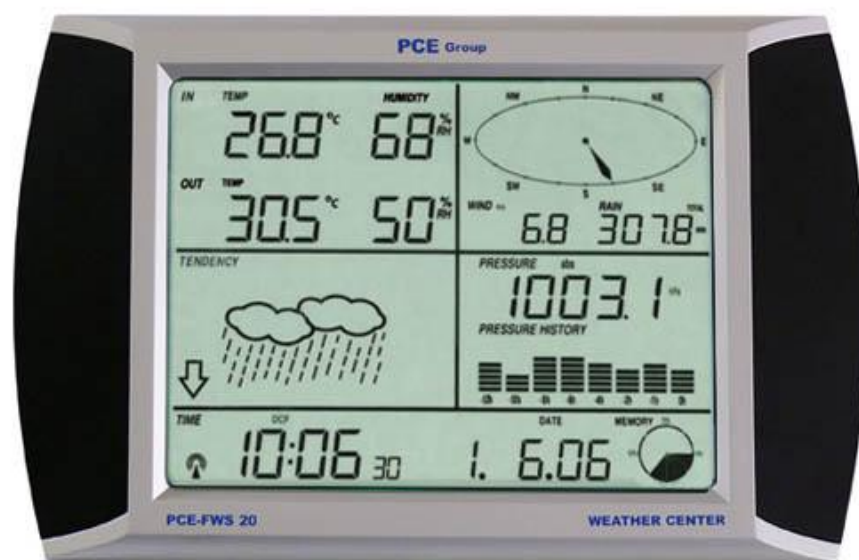 PCE Group
IN TEMP HUMIDITY
26.8 °C 68 % RH
OUT TEMP
30.5 °C 50 % RH
N
NW NE
W E
SW SE
S
WIND RAIN TOTAL
6.8 307.8
TENDENCY
PRESSURE abs
1003.1
PRESSURE HISTORY
TIME DCF DATE MEMORY
10:06 30 1. 6.06
PCE-FWS 20 WEATHER CENTER